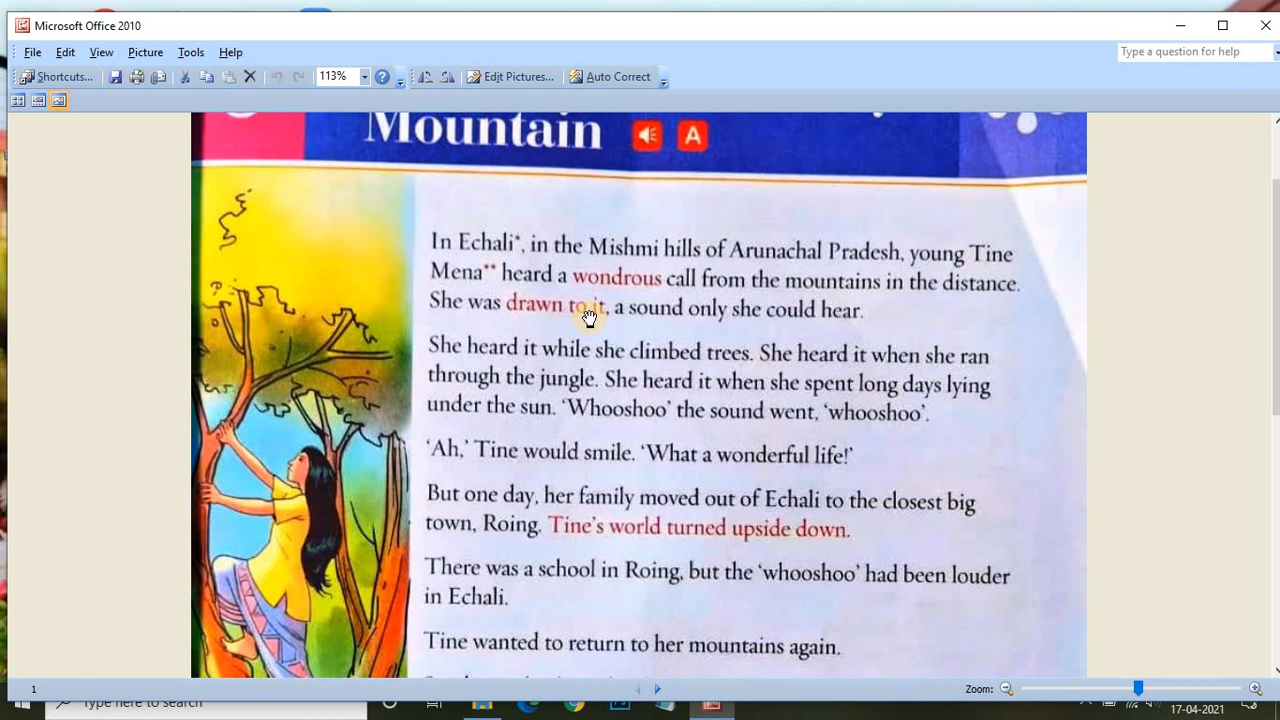 Microsoft Office 2010
File Edit View Picture Tools Help
Type a question for help
Shortcuts... 113% Edit Pictures... Auto Correct
Mountain
A
In Echali*, in the Mishmi hills of Arunachal Pradesh, young Tine
Mena** heard a wondrous call from the mountains in the distance.
She was drawn to it, a sound only she could hear.
She heard it while she climbed trees. She heard it when she ran
through the jungle. She heard it when she spent long days lying
under the sun. ‘Whooshoo’ the sound went, ‘whooshoo’.
‘Ah,’ Tine would smile. ‘What a wonderful life!’
But one day, her family moved out of Echali to the closest big
town, Roing. Tine’s world turned upside down.
There was a school in Roing, but the ‘whooshoo’ had been louder
in Echali.
Tine wanted to return to her mountains again.
1
Zoom:
Type here to search
17-04-2021